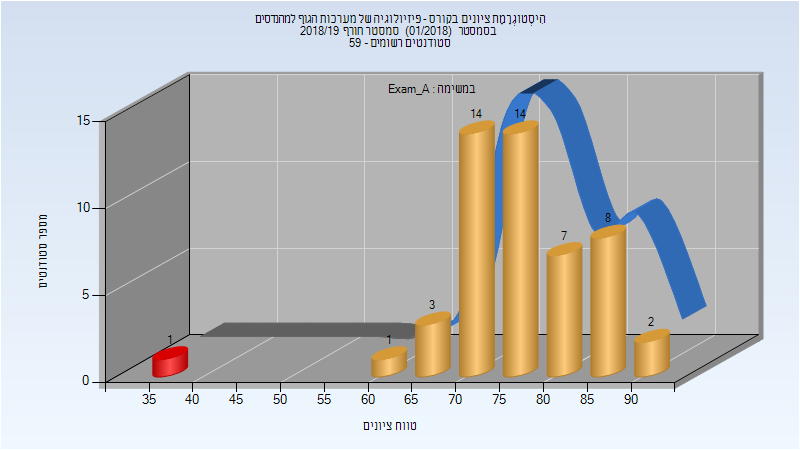 היסטוגרמת ציונים בקורס - פיזיולוגיה של מערכות הגוף למהנדסים
בסמסטר (01/2018) סמסטר חורף 2018/19
סטודנטים רשומים - 59
במשימה : Exam_A
מספר סטודנטים
15
10
5
0
1
1
3
14
14
7
8
2
35 40 45 50 55 60 65 70 75 80 85 90
טווח ציונים